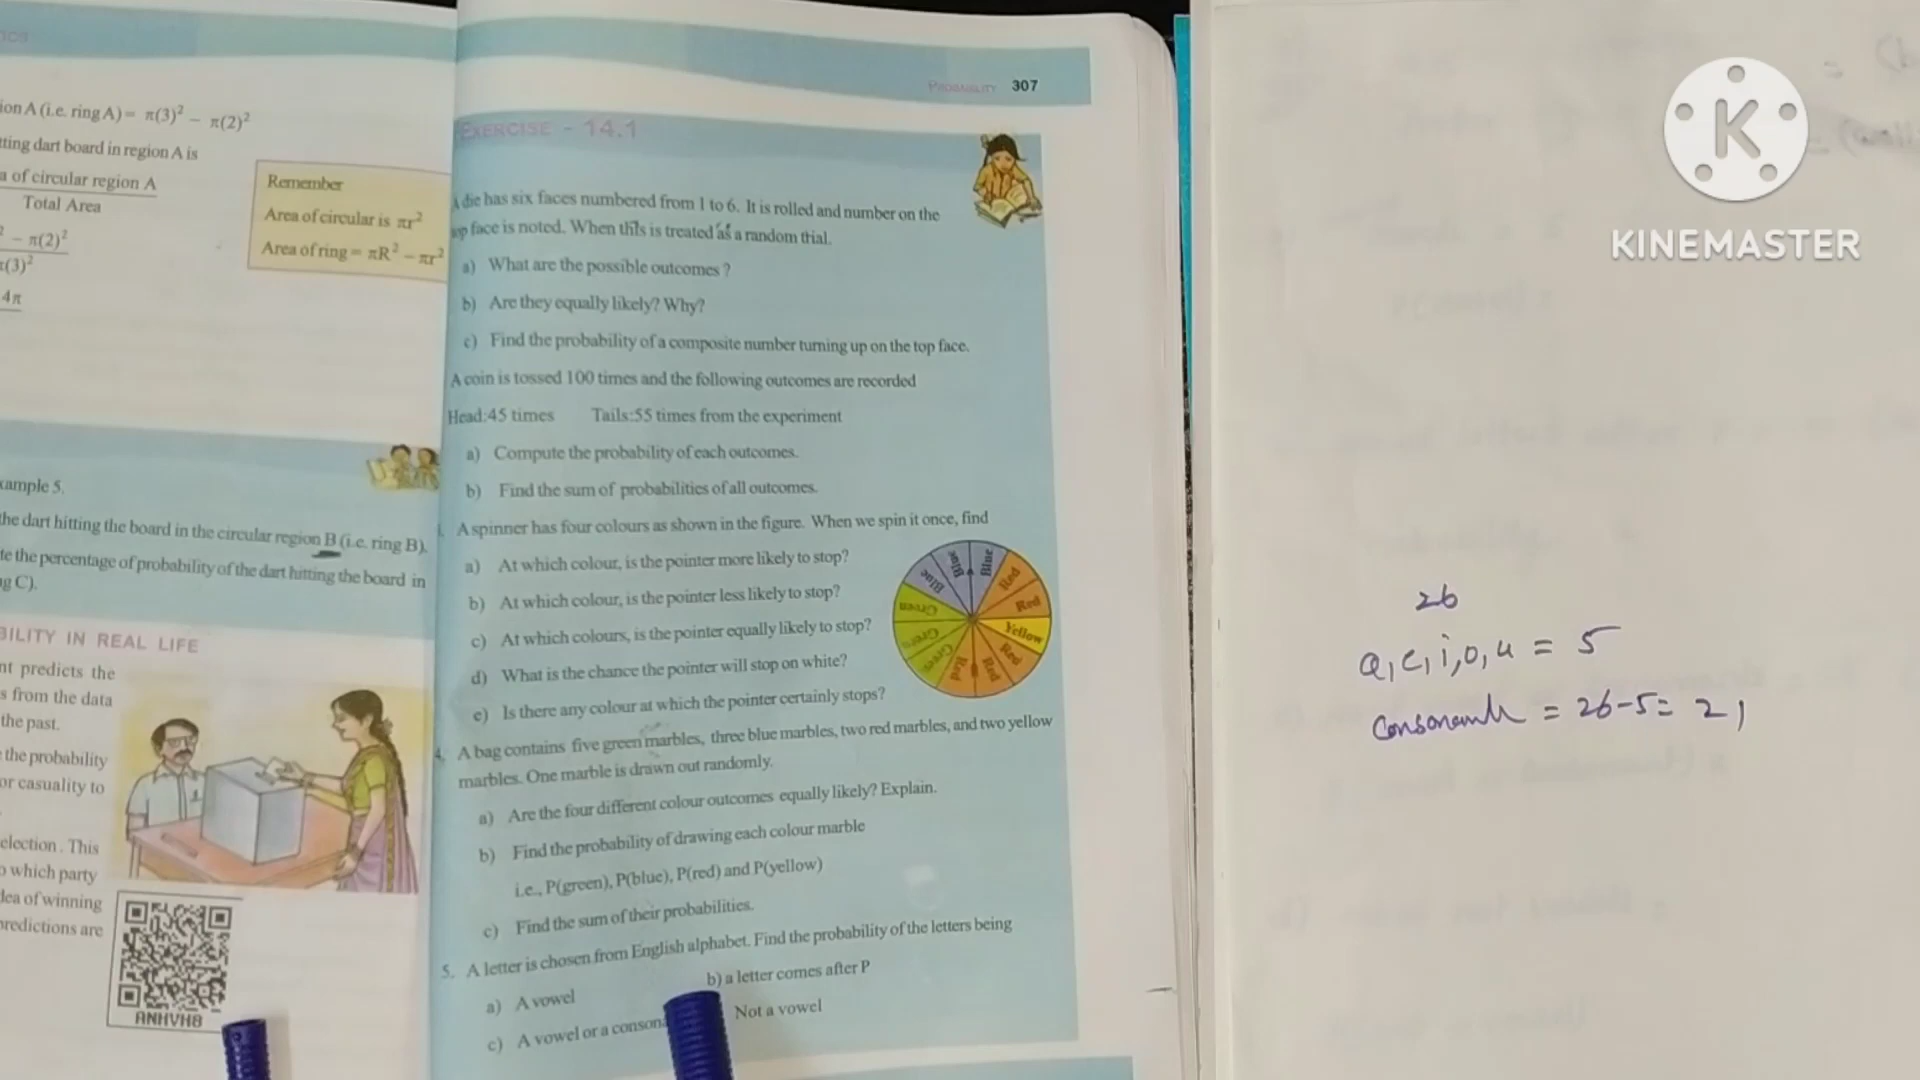 ion A (i.e. ring A) = π(3)² − π(2)²
tting dart board in region A is
a of circular region A
Total Area
² − π(2)²
π(3)²
4π
Remember
Area of circular is πr²
Area of ring = πR² − πr²
xample 5.
the dart hitting the board in the circular region B (i.e. ring B).
te the percentage of probability of the dart hitting the board in
g C).
BILITY IN REAL LIFE
nt predicts the
s from the data
the past.
the probability
or casualty to
election. This
o which party
dea of winning
predictions are
ANHVH8
PROBABILITY 307
EXERCISE - 14.1
A die has six faces numbered from 1 to 6. It is rolled and number on the
top face is noted. When this is treated as a random trial.
a) What are the possible outcomes ?
b) Are they equally likely? Why?
c) Find the probability of a composite number turning up on the top face.
A coin is tossed 100 times and the following outcomes are recorded
Head:45 times Tails:55 times from the experiment
a) Compute the probability of each outcomes.
b) Find the sum of probabilities of all outcomes.
A spinner has four colours as shown in the figure. When we spin it once, find
a) At which colour, is the pointer more likely to stop?
b) At which colour, is the pointer less likely to stop?
c) At which colours, is the pointer equally likely to stop?
d) What is the chance the pointer will stop on white?
e) Is there any colour at which the pointer certainly stops?
Blue
Blue
Blue
Red
Red
Yellow
Red
Red
Red
Green
Green
Green
4. A bag contains five green marbles, three blue marbles, two red marbles, and two yellow
marbles. One marble is drawn out randomly.
a) Are the four different colour outcomes equally likely? Explain.
b) Find the probability of drawing each colour marble
i.e., P(green), P(blue), P(red) and P(yellow)
c) Find the sum of their probabilities.
5. A letter is chosen from English alphabet. Find the probability of the letters being
a) A vowel b) a letter comes after P
c) A vowel or a consona Not a vowel
KINEMASTER
26
a, e, i, o, u = 5
= 26-5= 21